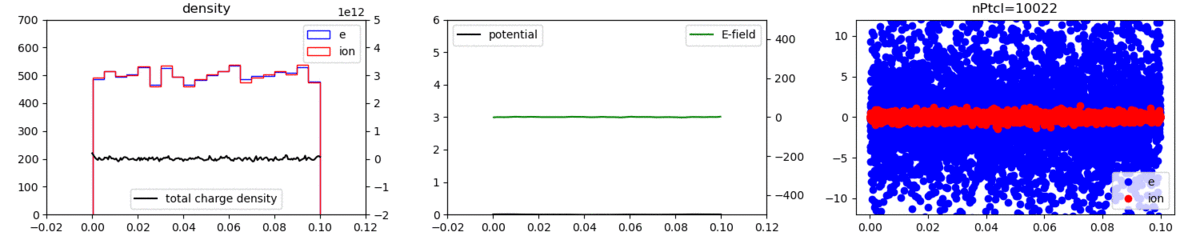 density
1e12
700
600
500
400
300
200
100
0
5
4
3
2
1
0
−1
−2
e
ion
total charge density
−0.02 0.00 0.02 0.04 0.06 0.08 0.10 0.12
6
5
4
3
2
1
0
potential
E-field
400
200
0
−200
−400
−0.02 0.00 0.02 0.04 0.06 0.08 0.10 0.12
nPtcl=10022
10
5
0
−5
−10
e
ion
0.00 0.02 0.04 0.06 0.08 0.10